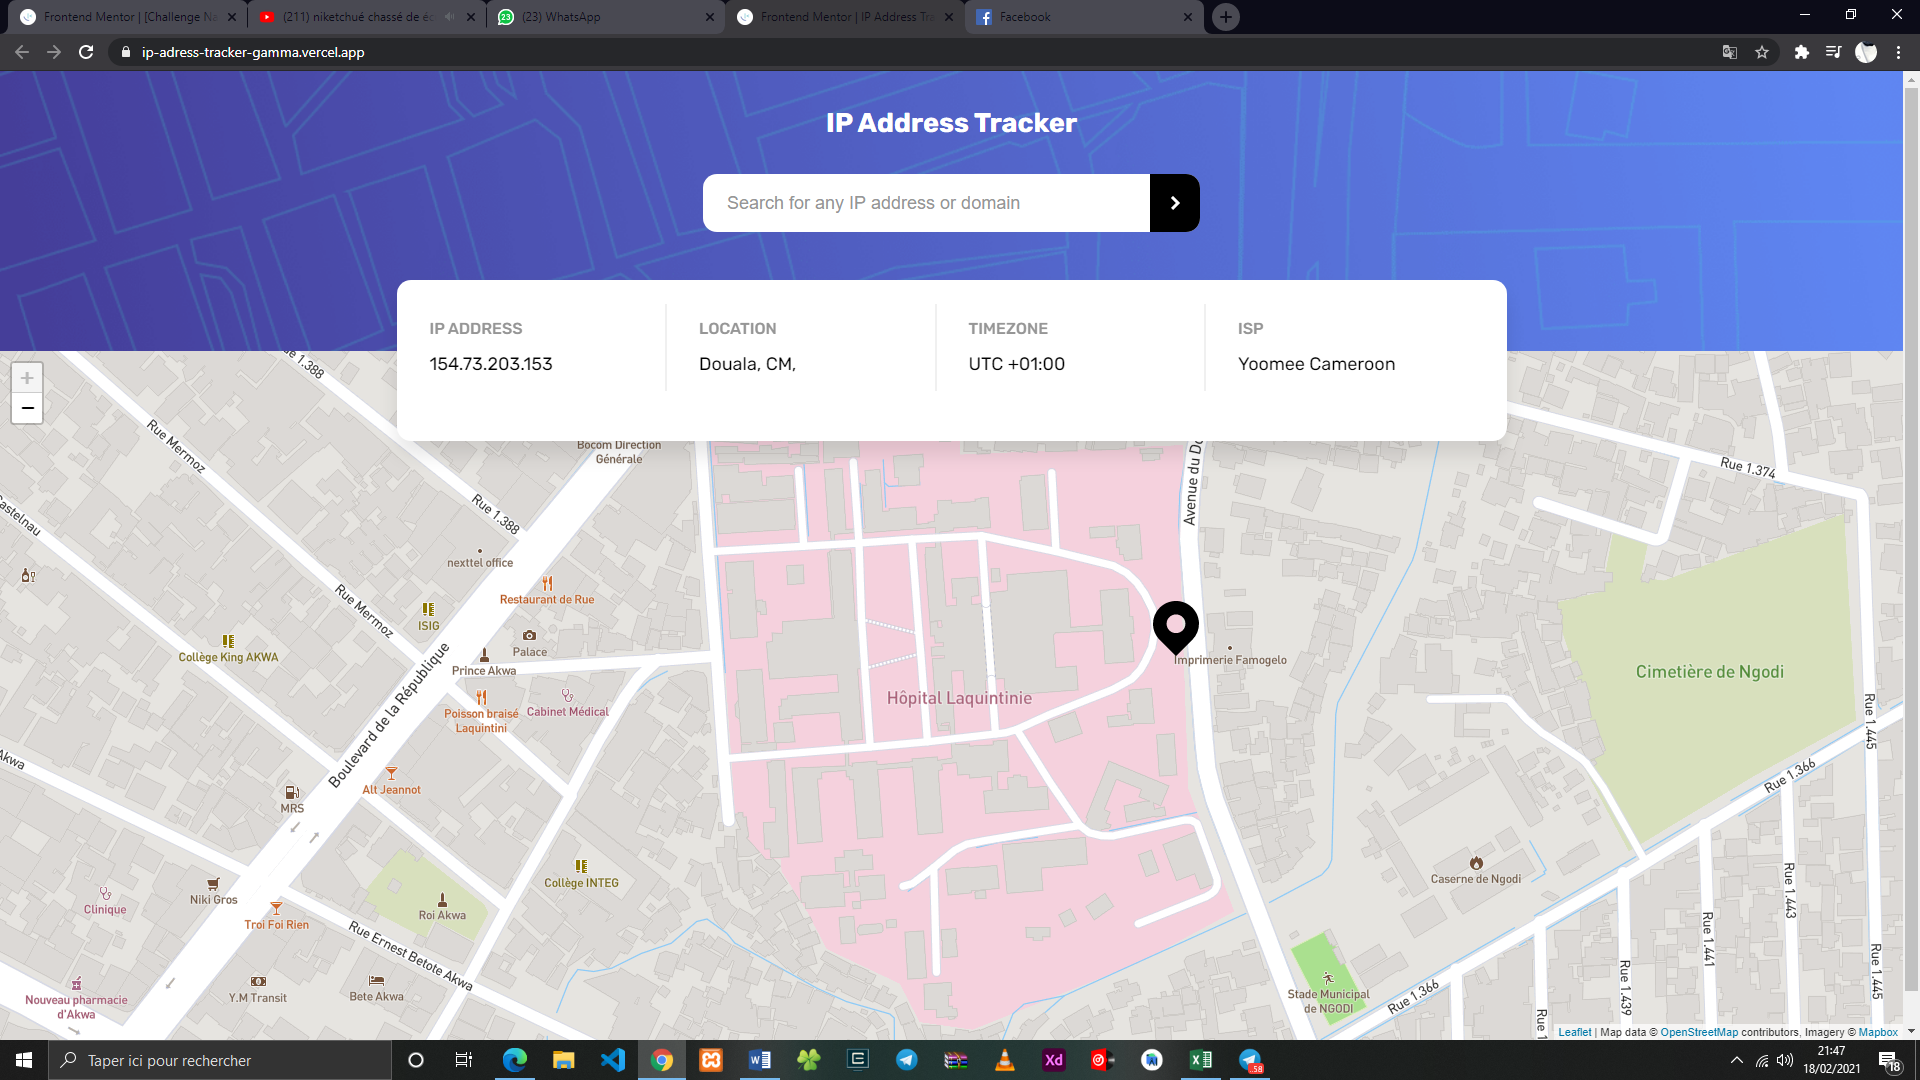 Frontend Mentor | [Challenge Na
(211) niketchué chassé de éc
(23) WhatsApp
Frontend Mentor | IP Address Tra
Facebook
ip-adress-tracker-gamma.vercel.app
IP Address Tracker
Search for any IP address or domain
IP ADDRESS
154.73.203.153
LOCATION
Douala, CM,
TIMEZONE
UTC +01:00
ISP
Yoomee Cameroon
+
−
Rue 1.388
Rue Mermoz
Bocom Direction
Générale
Avenue du Do
Rue 1.374
Castelnau
Rue 1.388
nexttel office
Restaurant de Rue
Rue Mermoz
ISIG
Palace
Collège King AKWA
Prince Akwa
Imprimerie Famogelo
Cimetière de Ngodi
Hôpital Laquintinie
Poisson braisé
Laquintini
Cabinet Médical
Boulevard de la République
Rue 1.445
Akwa
Alt Jeannot
MRS
Rue 1.366
Collège INTEG
Caserne de Ngodi
Niki Gros
Clinique
Roi Akwa
Troi Foi Rien
Rue 1.443
Rue 1.441
Rue Ernest Betote Akwa
Y.M Transit
Bete Akwa
Nouveau pharmacie
d'Akwa
Stade Municipal
de NGODI
Rue 1.366
Rue 1.439
Rue 1.445
Rue 1
Leaflet | Map data © OpenStreetMap contributors, Imagery © Mapbox
Taper ici pour rechercher
21:47
18/02/2021
18